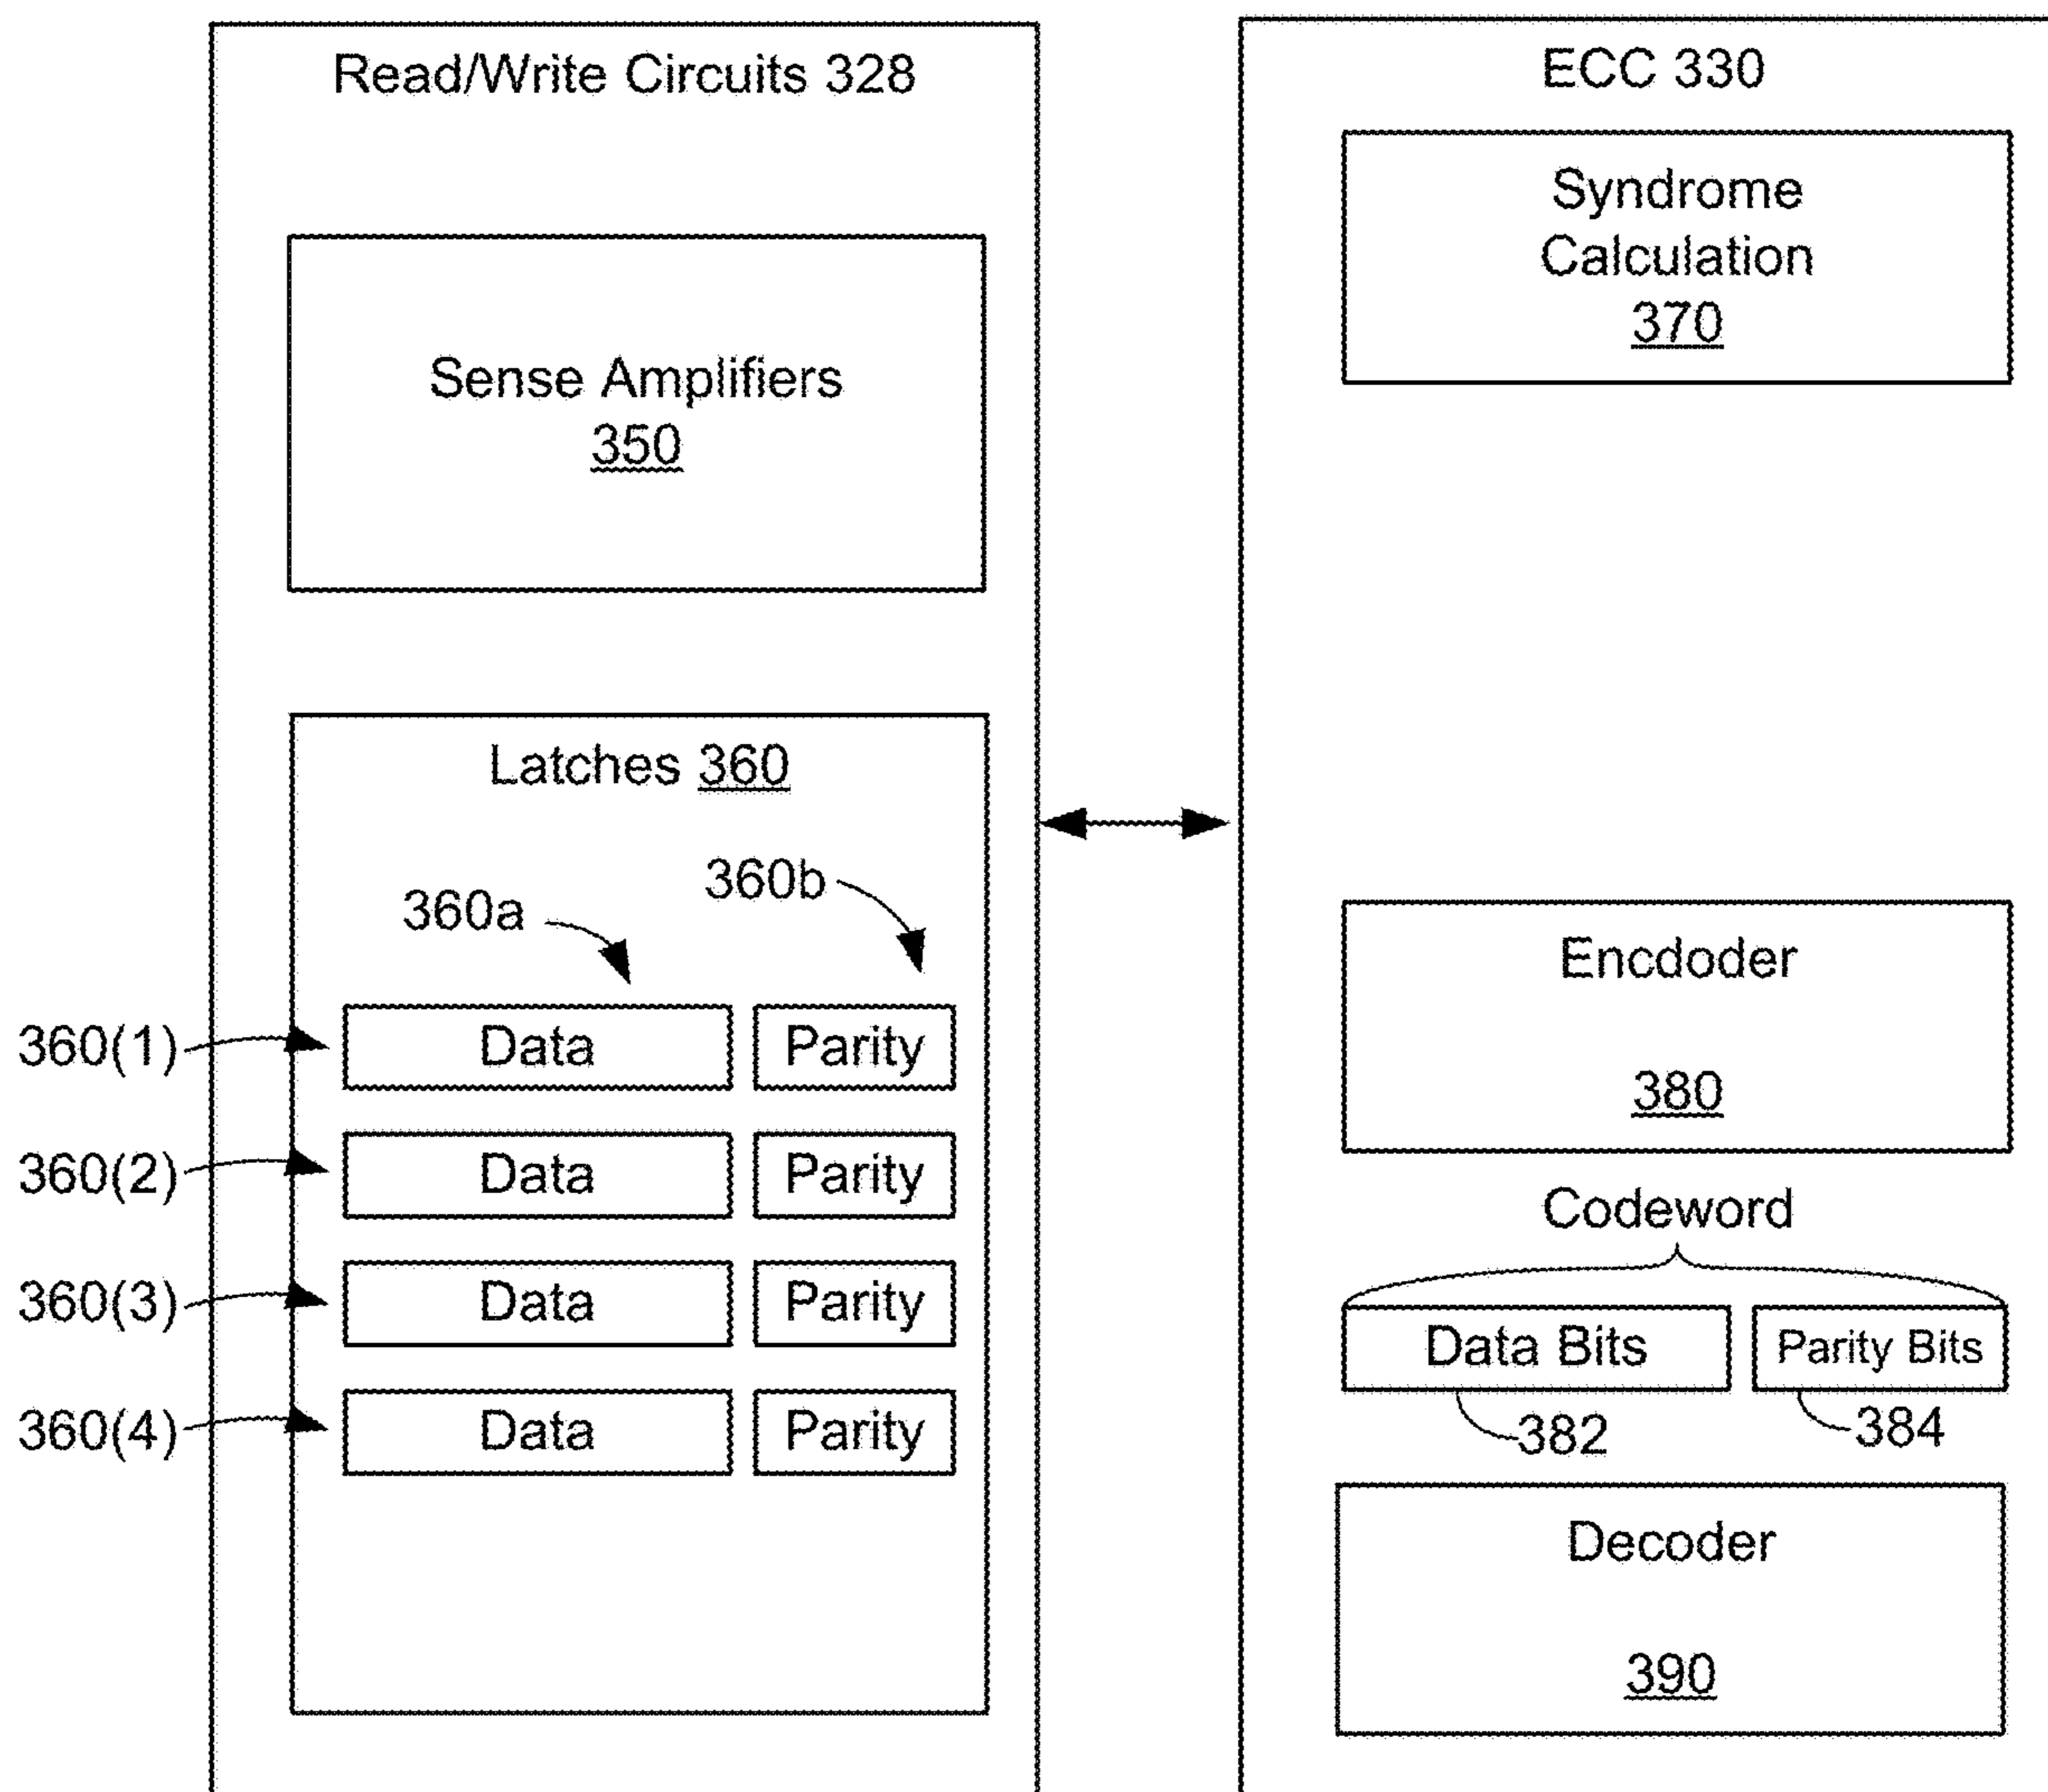 Read/Write Circuits 328
Sense Amplifiers
350
Latches 360
360a
360b
360(1)
Data
Parity
360(2)
Data
Parity
360(3)
Data
Parity
360(4)
Data
Parity
ECC 330
Syndrome
Calculation
370
Encdoder
380
Codeword
Data Bits
Parity Bits
382
384
Decoder
390